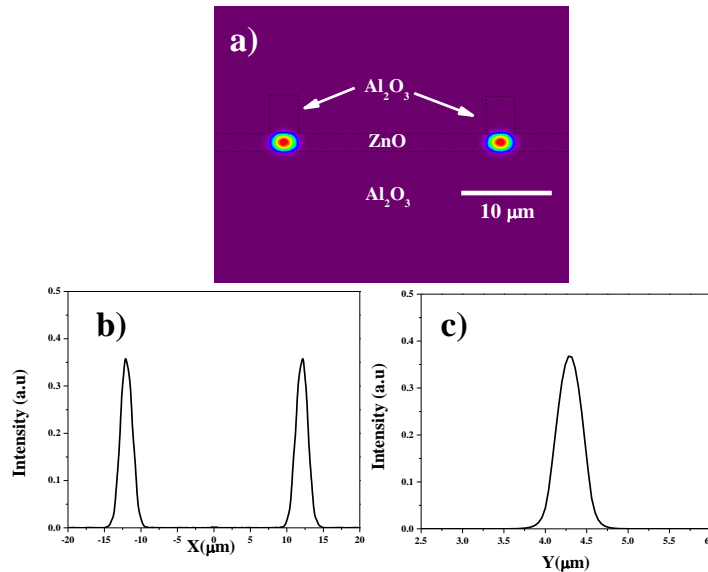 a)
Al₂O₃
ZnO
Al₂O₃
10 μm
b)
Intensity (a.u)
0.5
0.4
0.3
0.2
0.1
0.0
-20 -15 -10 -5 0 5 10 15 20
X(μm)
c)
Intensity (a.u)
0.5
0.4
0.3
0.2
0.1
0.0
2.5 3.0 3.5 4.0 4.5 5.0 5.5 6
Y(μm)